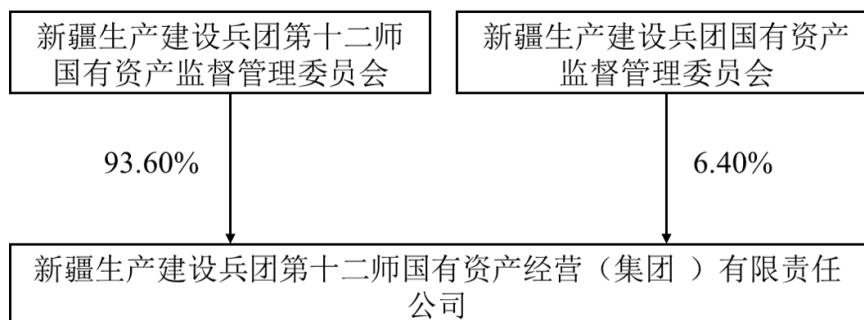 新疆生产建设兵团第十二师
国有资产监督管理委员会
新疆生产建设兵团国有资产
监督管理委员会
93.60%
6.40%
新疆生产建设兵团第十二师国有资产经营（集团 ）有限责任
公司